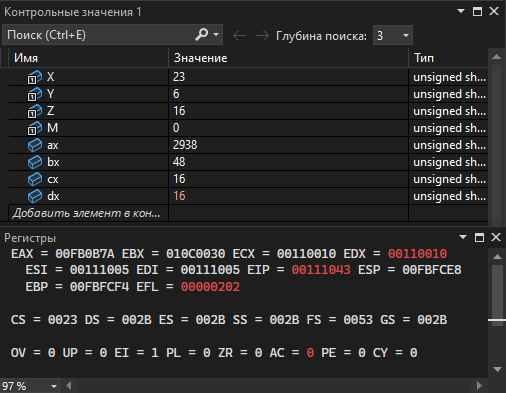 Контрольные значения 1
Поиск (Ctrl+E) Глубина поиска: 3
Имя Значение Тип
X 23 unsigned sh...
Y 6 unsigned sh...
Z 16 unsigned sh...
M 0 unsigned sh...
ax 2938 unsigned sh...
bx 48 unsigned sh...
cx 16 unsigned sh...
dx 16 unsigned sh...
Добавить элемент в кон...
Регистры
EAX = 00FB0B7A EBX = 010C0030 ECX = 00110010 EDX = 00110010
ESI = 00111005 EDI = 00111005 EIP = 00111043 ESP = 00FBFCE8
EBP = 00FBFCF4 EFL = 00000202
CS = 0023 DS = 002B ES = 002B SS = 002B FS = 0053 GS = 002B
OV = 0 UP = 0 EI = 1 PL = 0 ZR = 0 AC = 0 PE = 0 CY = 0
97 %